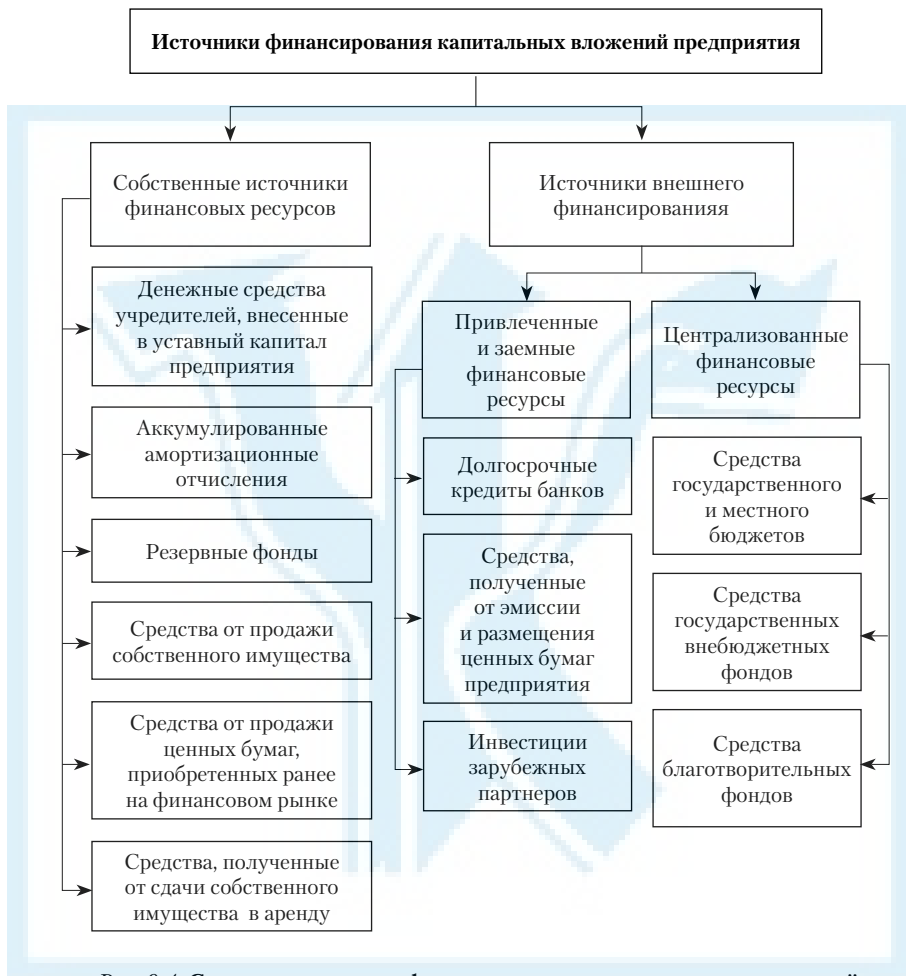 Источники финансирования капитальных вложений предприятия
Собственные источники
финансовых ресурсов
Источники внешнего
финансированияя
Денежные средства
учредителей, внесенные
в уставный капитал
предприятия
Аккумулированные
амортизационные
отчисления
Резервные фонды
Средства от продажи
собственного имущества
Средства от продажи
ценных бумаг,
приобретенных ранее
на финансовом рынке
Средства, полученные
от сдачи собственного
имущества в аренду
Привлеченные
и заемные
финансовые
ресурсы
Долгосрочные
кредиты банков
Средства,
полученные
от эмиссии
и размещения
ценных бумаг
предприятия
Инвестиции
зарубежных
партнеров
Централизованные
финансовые
ресурсы
Средства
государственного
и местного
бюджетов
Средства
государственных
внебюджетных
фондов
Средства
благотворительных
фондов